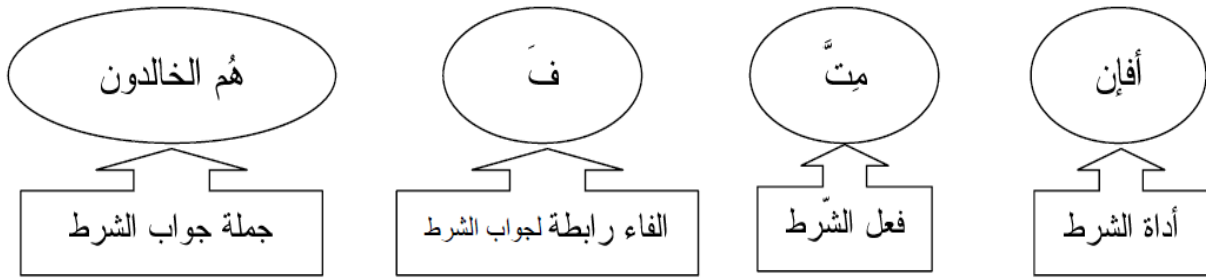 أفإن مِتَّ فَ هُم الخالدون
أداة الشرط فعل الشّرط الفاء رابطة لجواب الشرط جملة جواب الشرط